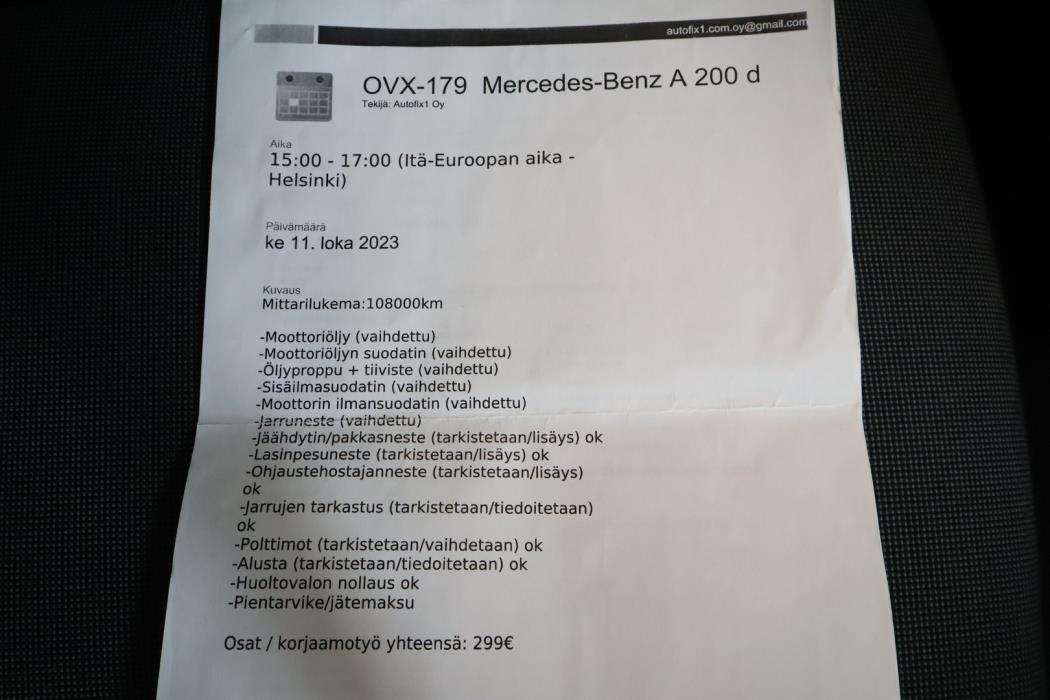 autofix1.com.oy@gmail.com
OVX-179 Mercedes-Benz A 200 d
Tekijä: Autofix1 Oy
Aika
15:00 - 17:00 (Itä-Euroopan aika -
Helsinki)
Päivämäärä
ke 11. loka 2023
Kuvaus
Mittarilukema:108000km
-Moottoriöljy (vaihdettu)
-Moottoriöljyn suodatin (vaihdettu)
-Öljyproppu + tiiviste (vaihdettu)
-Sisäilmasuodatin (vaihdettu)
-Moottorin ilmansuodatin (vaihdettu)
-Jarruneste (vaihdettu)
-Jäähdytin/pakkasneste (tarkistetaan/lisäys) ok
-Lasinpesuneste (tarkistetaan/lisäys) ok
-Ohjaustehostajanneste (tarkistetaan/lisäys)
ok
-Jarrujen tarkastus (tarkistetaan/tiedoitetaan)
ok
-Polttimot (tarkistetaan/vaihdetaan) ok
-Alusta (tarkistetaan/tiedoitetaan) ok
-Huoltovalon nollaus ok
-Pientarvike/jätemaksu
Osat / korjaamotyö yhteensä: 299€